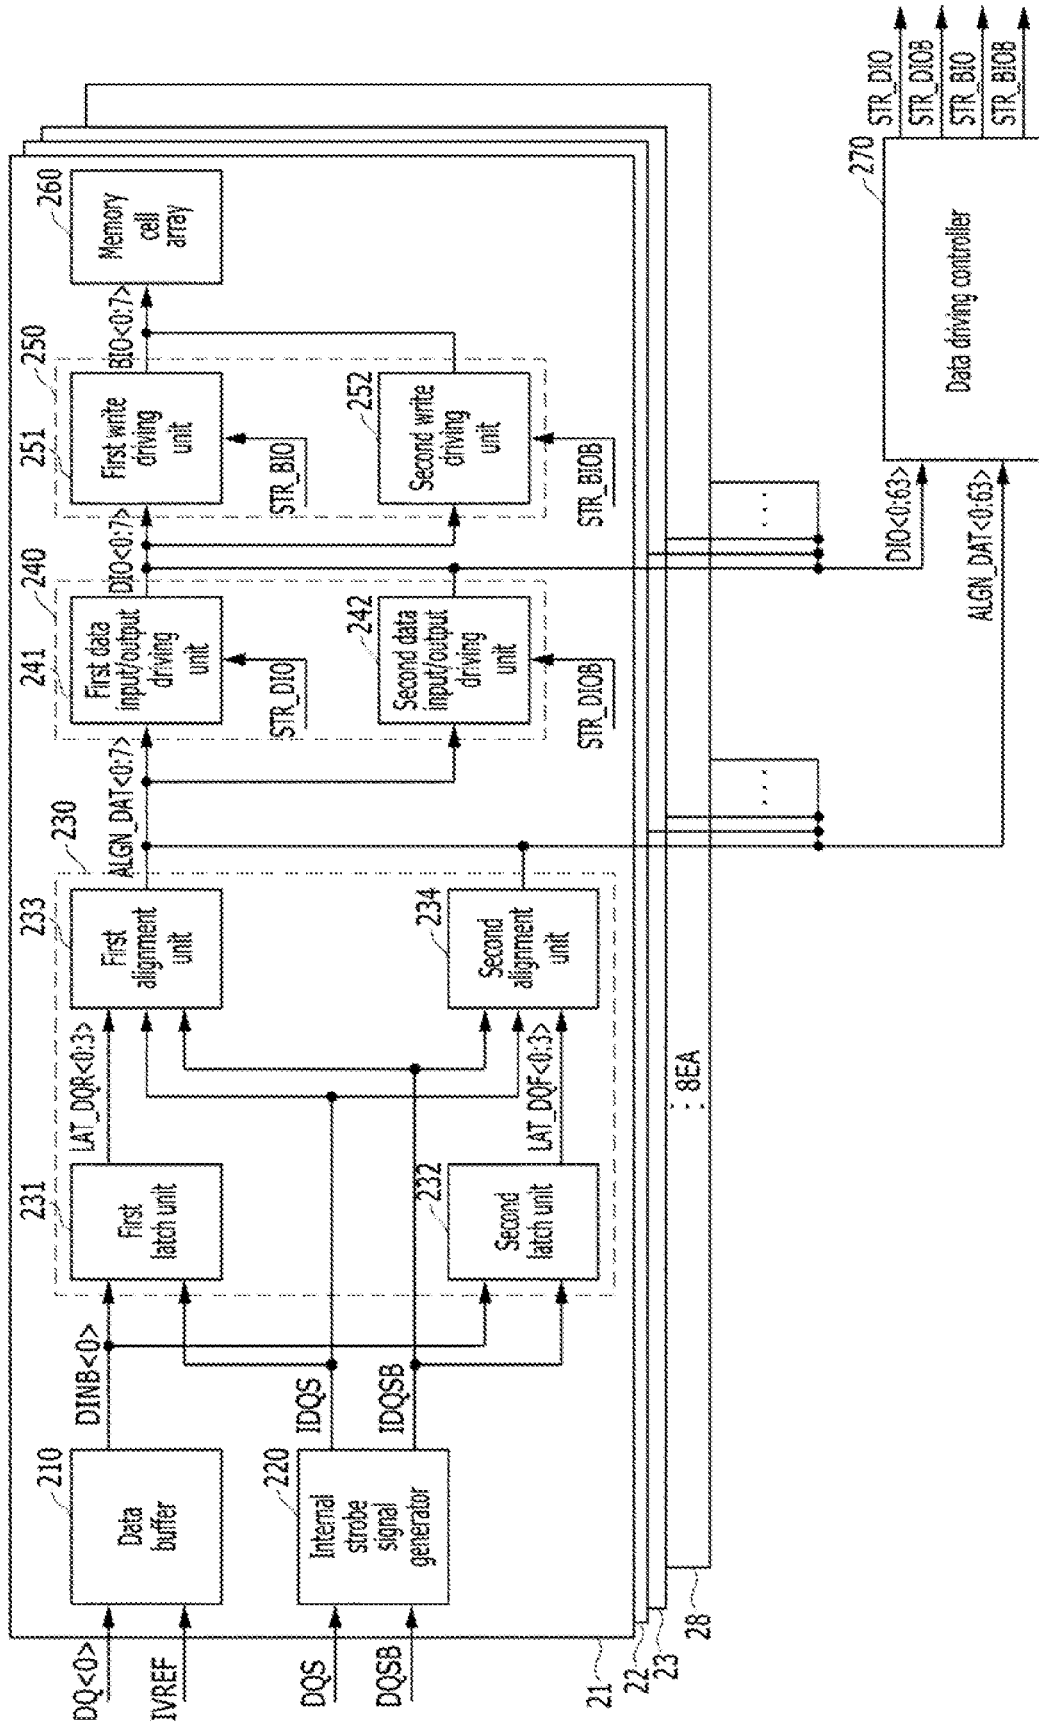 DQ<0>
IVREF
DQS
DQSB
210
Data
buffer
220
Internal
strobe
signal
generator
DINB<0>
IDQS
IDQSB
230
231
First
latch unit
232
Second
latch unit
LAT_DQR<0:3>
LAT_DQF<0:3>
233
First
alignment
unit
234
Second
alignment
unit
ALGN_DAT<0:7>
240
241
First data
input/output
driving
unit
STR_DIO
242
Second data
input/output
driving
unit
STR_DIOB
DIO<0:7>
250
251
First write
driving
unit
STR_BIO
252
Second write
driving
unit
STR_BIOB
BIO<0:7>
260
Memory
cell
array
21
22
23
28
: : 8EA
. . .
. . .
DIO<0:63>
ALGN_DAT<0:63>
270
Data driving controller
STR_DIO
STR_DIOB
STR_BIO
STR_BIOB